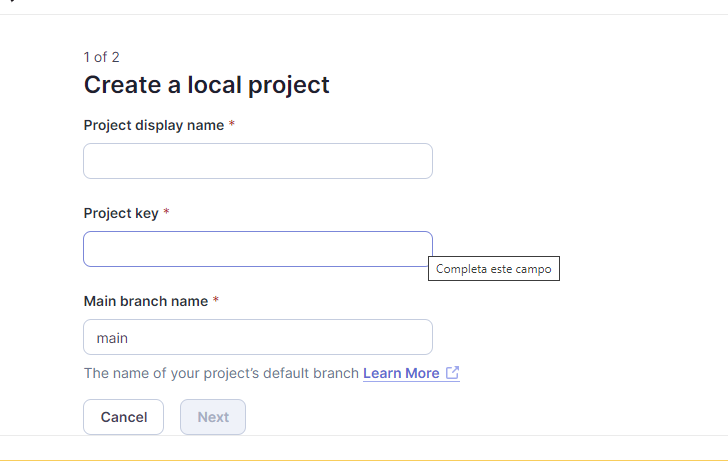 1 of 2
Create a local project
Project display name *
Project key *
Completa este campo
Main branch name *
main
The name of your project's default branch Learn More
Cancel Next